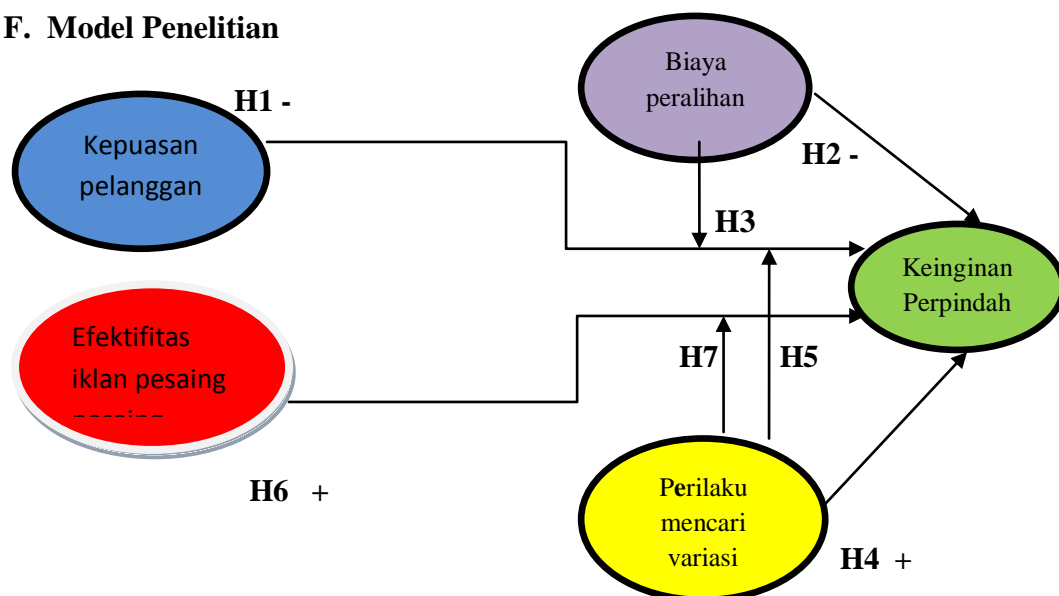 F. Model Penelitian
Biaya
peralihan
H1 -
Kepuasan
pelanggan
H2 -
H3
Keinginan
Perpindah
Efektifitas
iklan pesaing
H7
H5
H6 +
Perilaku
mencari
variasi
H4 +